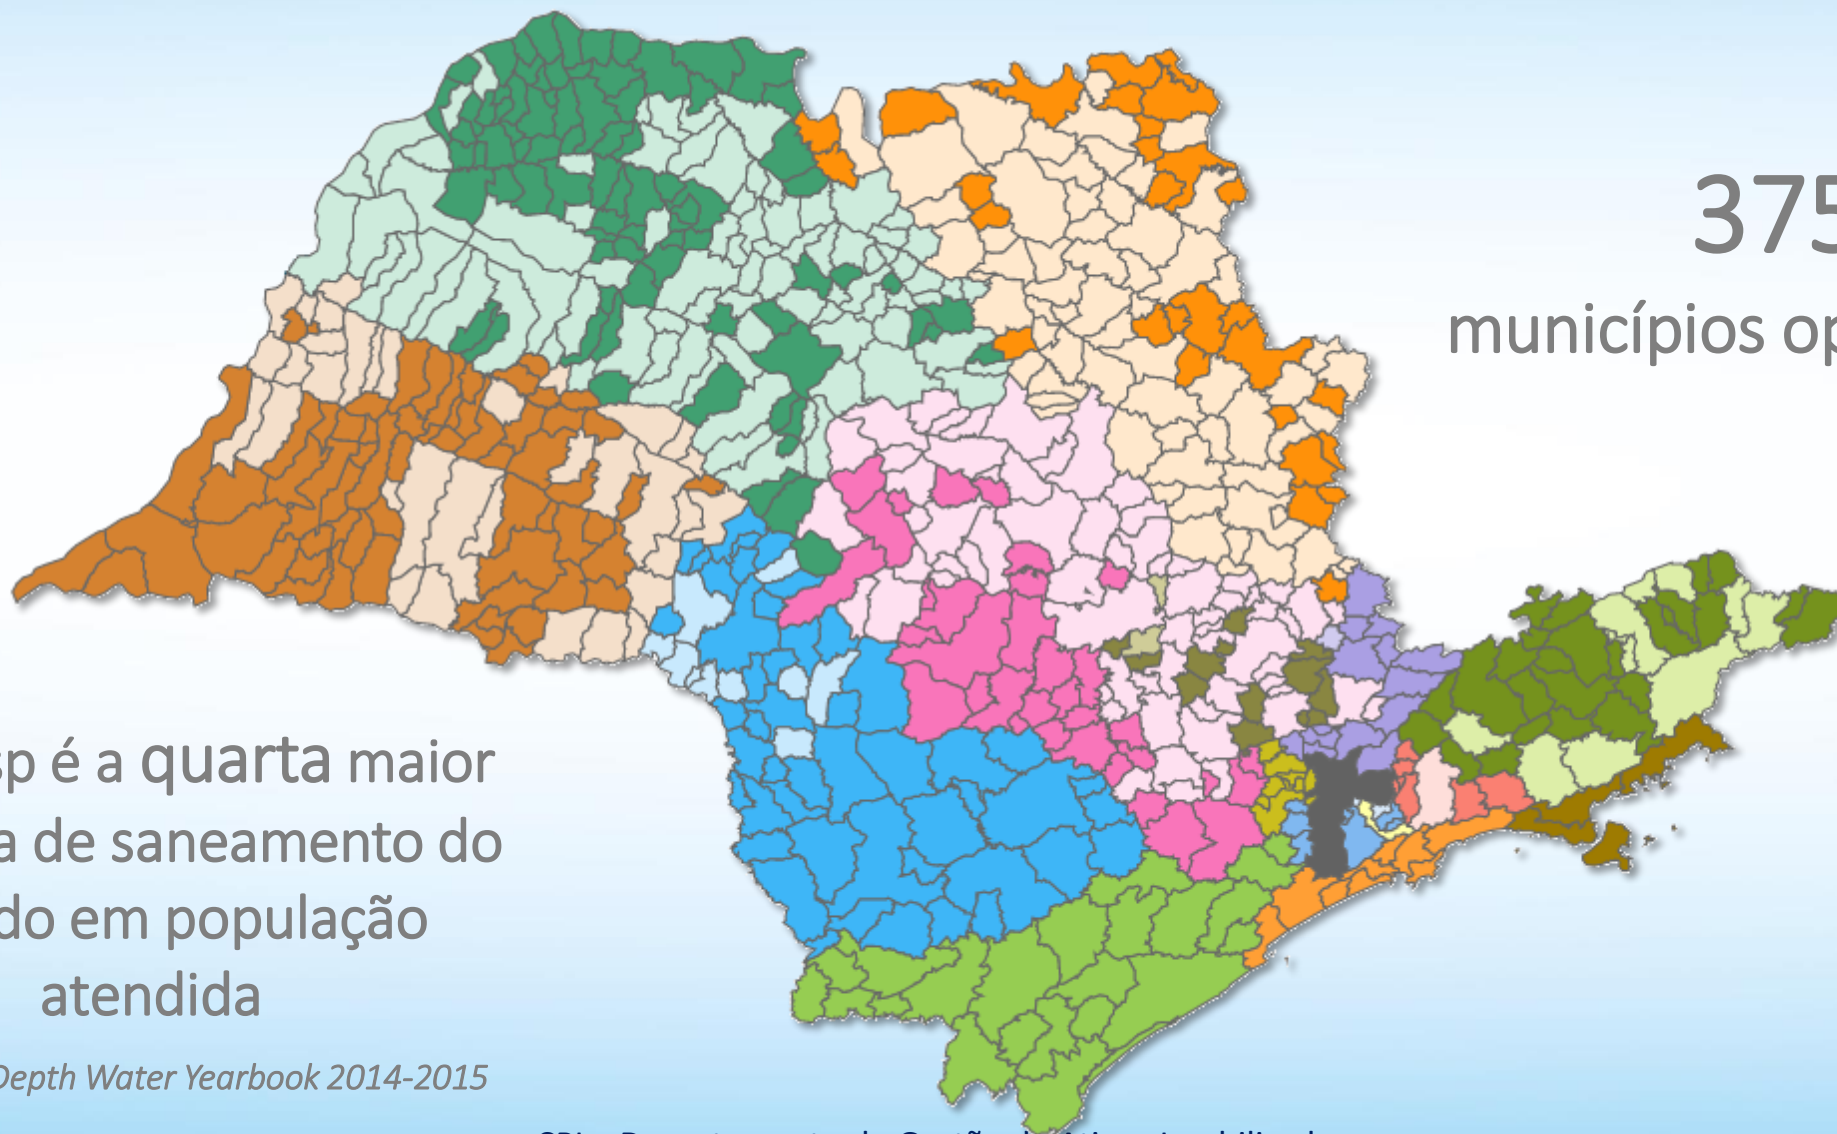 375
municípios op
sp é a quarta maior
a de saneamento do
do em população
atendida
Depth Water Yearbook 2014-2015